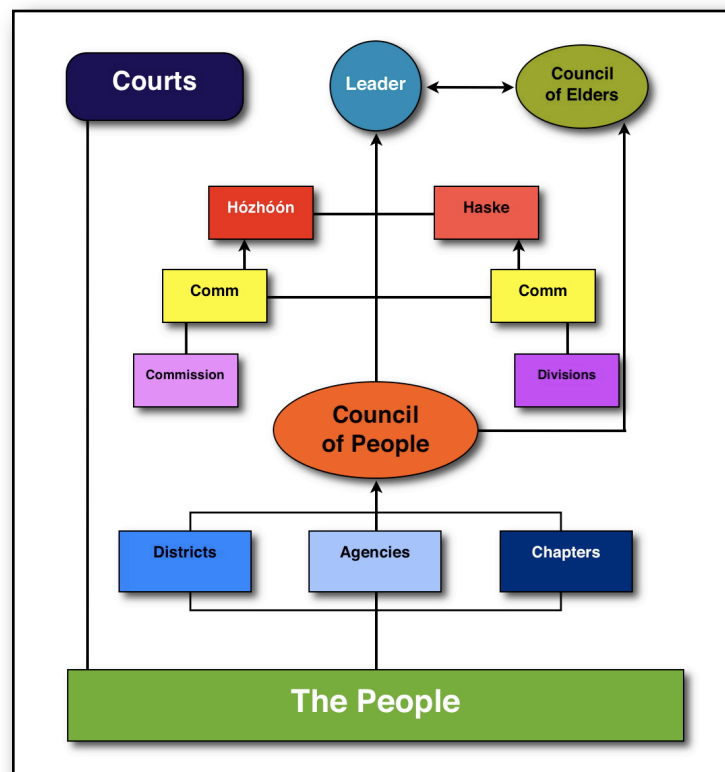 Courts
Leader
Council
of Elders
Hózhóón
Haske
Comm
Comm
Commission
Divisions
Council
of People
Districts
Agencies
Chapters
The People